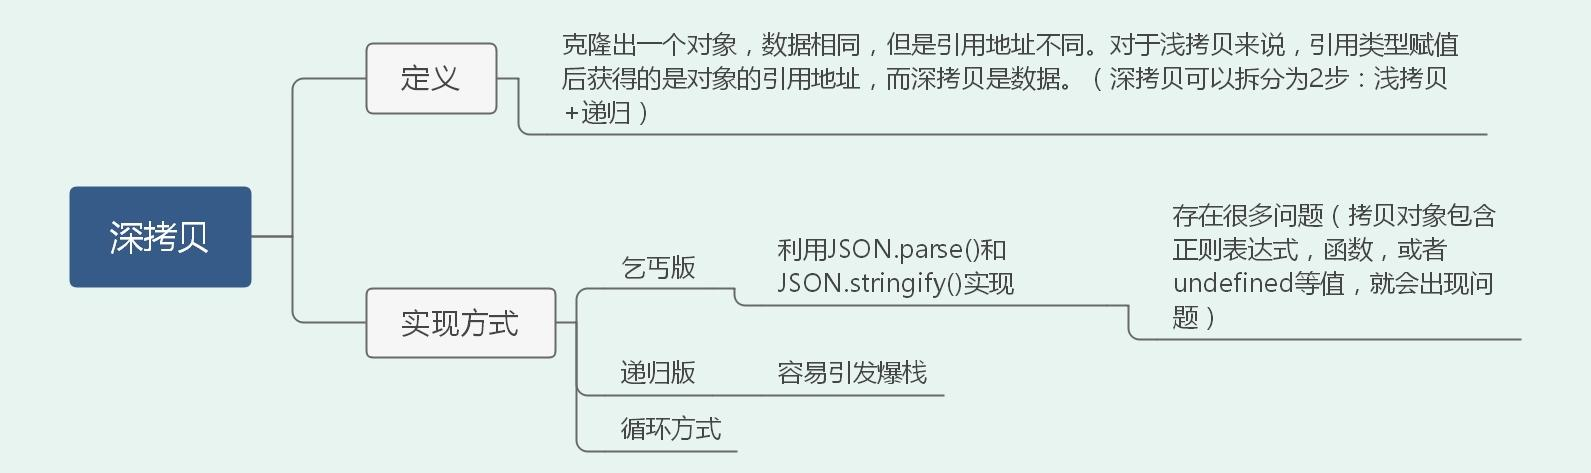 深拷贝
定义
克隆出一个对象，数据相同，但是引用地址不同。对于浅拷贝来说，引用类型赋值
后获得的是对象的引用地址，而深拷贝是数据。（深拷贝可以拆分为2步：浅拷贝
+递归）
实现方式
乞丐版
利用JSON.parse()和
JSON.stringify()实现
存在很多问题（拷贝对象包含
正则表达式，函数，或者
undefined等值，就会出现问
题）
递归版
容易引发爆栈
循环方式